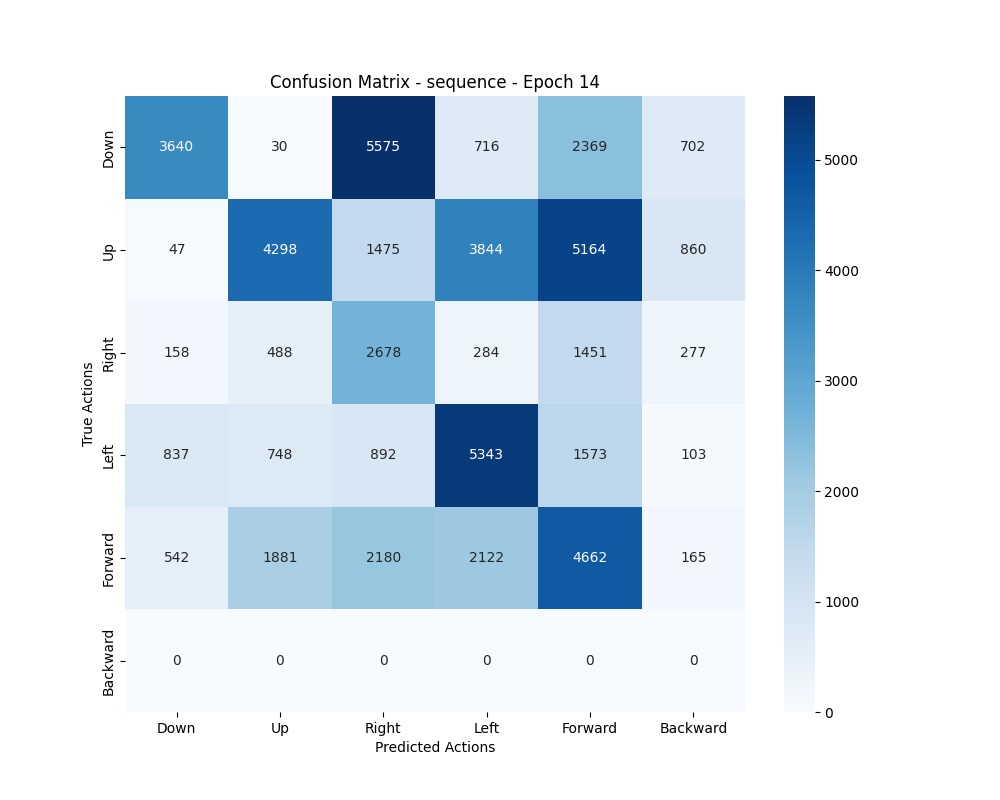 Confusion Matrix - sequence - Epoch 14
True Actions
Down 3640 30 5575 716 2369 702
Up 47 4298 1475 3844 5164 860
Right 158 488 2678 284 1451 277
Left 837 748 892 5343 1573 103
Forward 542 1881 2180 2122 4662 165
Backward 0 0 0 0 0 0
Down Up Right Left Forward Backward
Predicted Actions
5000
4000
3000
2000
1000
0